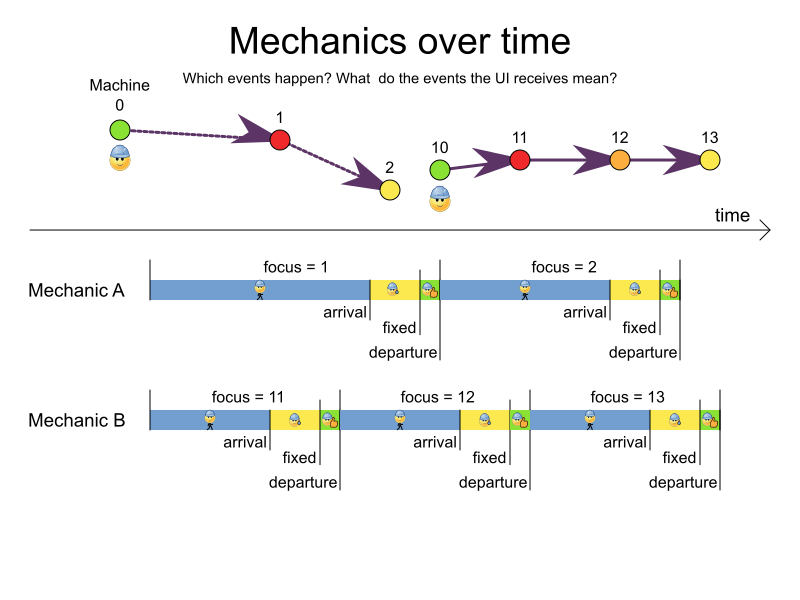 Mechanics over time
Which events happen? What  do the events the UI receives mean?
Machine
0
1
2
10
11
12
13
time
Mechanic A
focus = 1
focus = 2
arrival
arrival
fixed
fixed
departure
departure
Mechanic B
focus = 11
focus = 12
focus = 13
arrival
arrival
arrival
fixed
fixed
fixed
departure
departure
departure